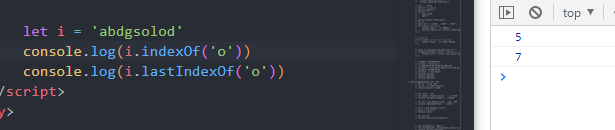 top
let i = 'abdgsolod'
5
console.log(i.indexOf('o'))
7
console.log(i.lastIndexOf('o'))
/script>
y>